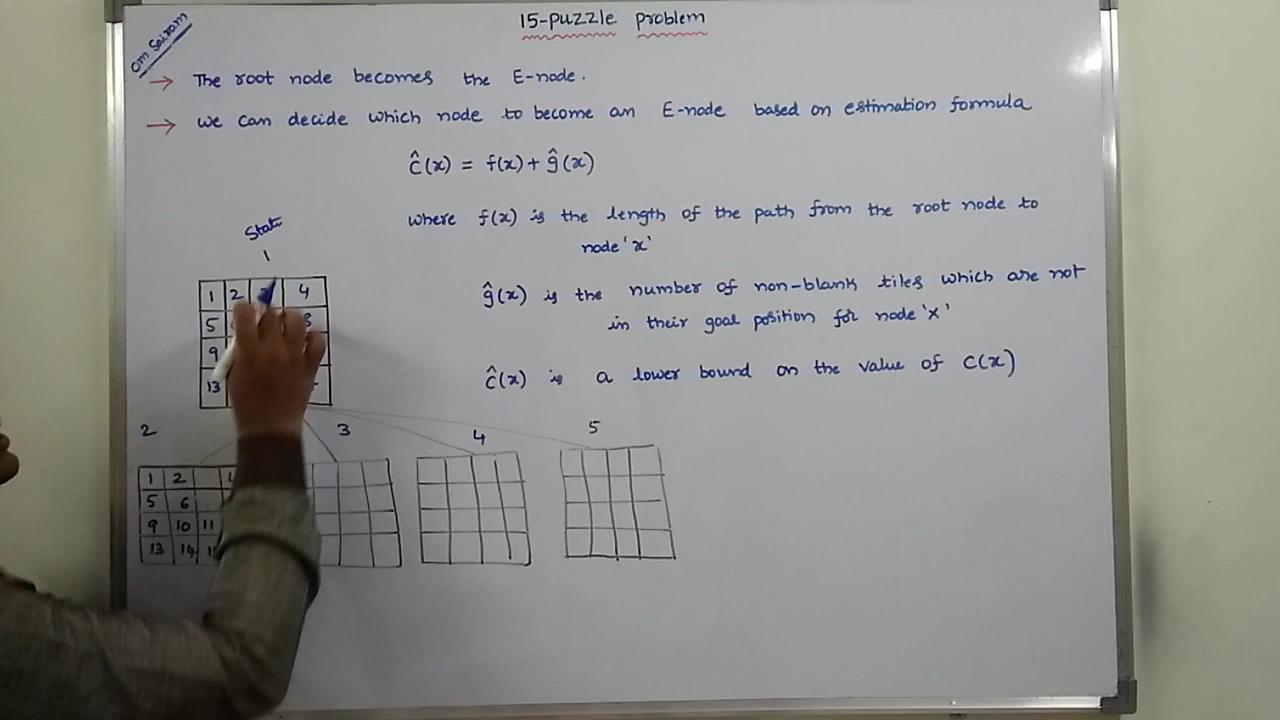 Om Sairam
15-puzzle problem
→ The root node becomes the E-node.
→ we can decide which node to become an E-node based on estimation formula
ĉ(x) = f(x) + ĝ(x)
where f(x) is the length of the path from the root node to
node 'x'
ĝ(x) is the number of non-blank tiles which are not
in their goal position for node 'x'
ĉ(x) is a lower bound on the value of C(x)
State
1
1 2 4
5
9
13
2 3 4 5
1 2
5 6
9 10 11
13 14